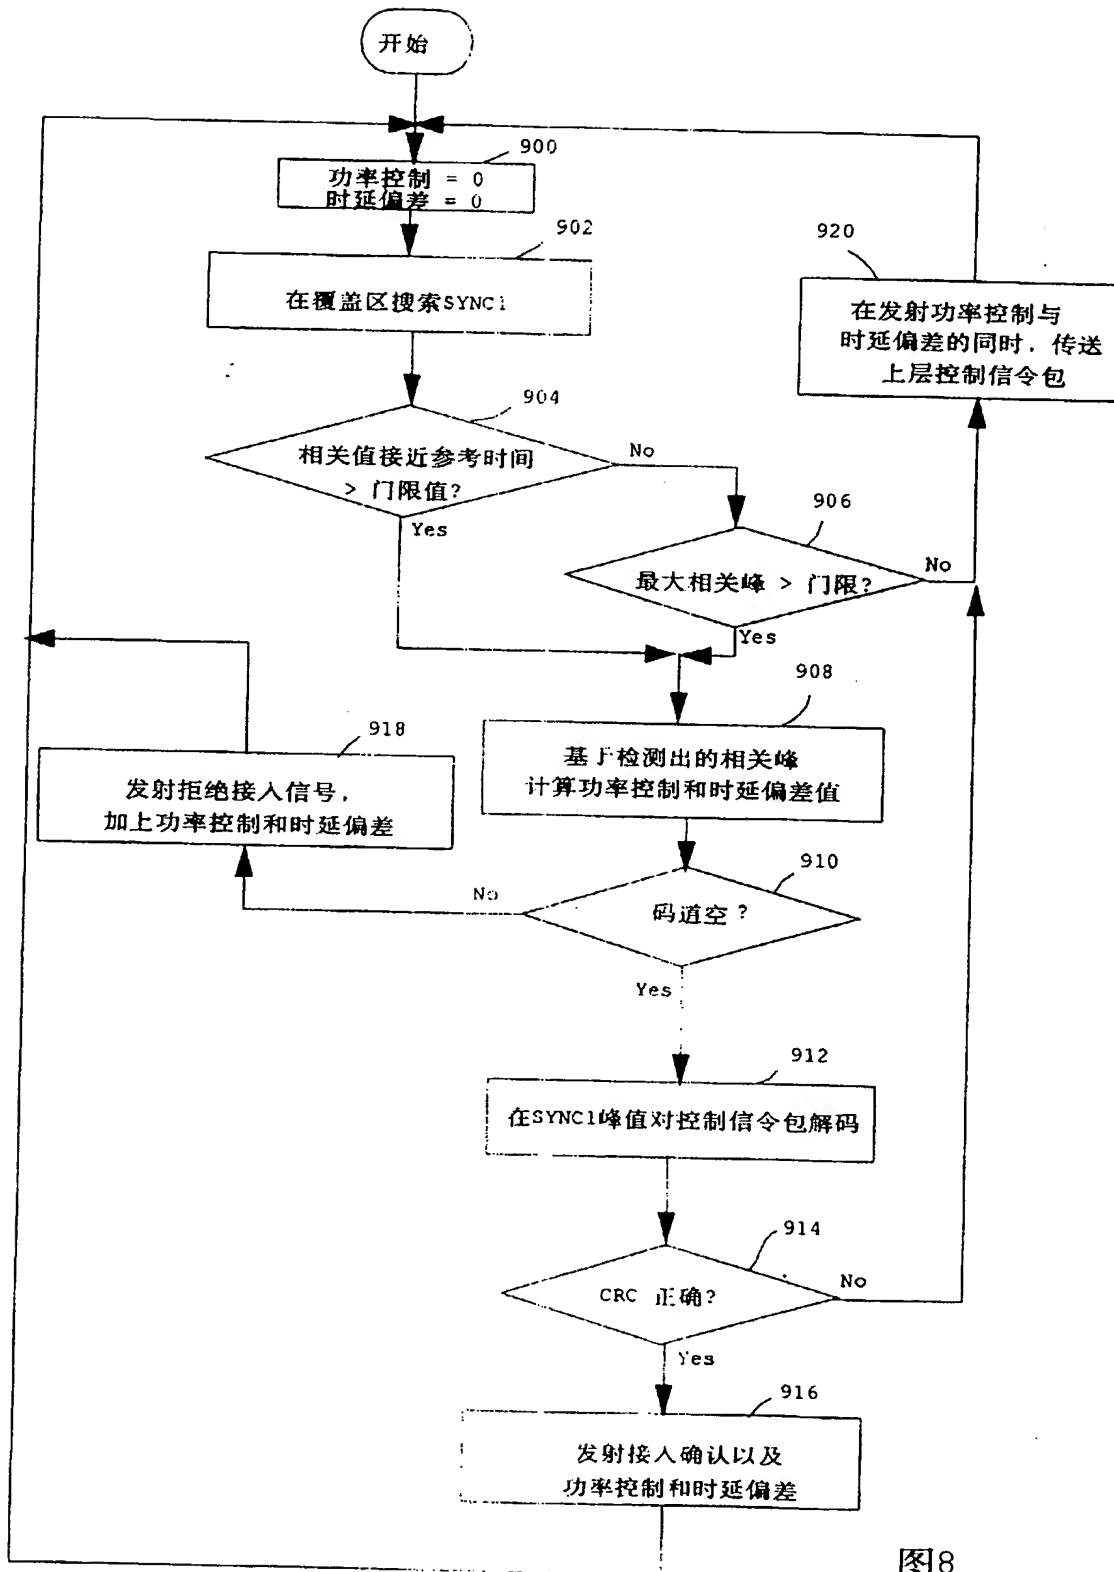 开始
900
功率控制 = 0
时延偏差 = 0
902
在覆盖区搜索SYNC1
920
在发射功率控制与
时延偏差的同时，传送
上层控制信令包
904
相关值接近参考时间
> 门限值?
No
Yes
906
最大相关峰 > 门限?
No
Yes
908
基于检测出的相关峰
计算功率控制和时延偏差值
918
发射拒绝接入信号，
加上功率控制和时延偏差
910
码道空?
No
Yes
912
在SYNC1峰值对控制信令包解码
914
CRC 正确?
No
Yes
916
发射接入确认以及
功率控制和时延偏差
图8